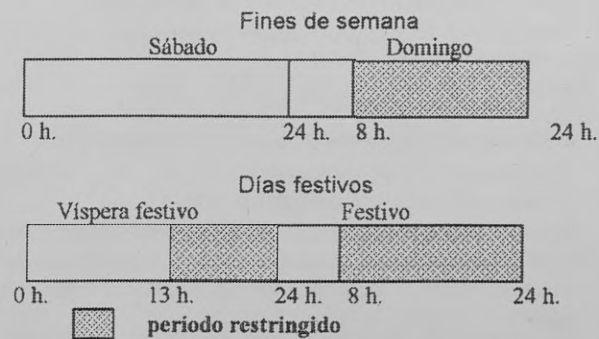 Fines de semana
Sábado Domingo
0 h. 24 h. 8 h. 24 h.
Días festivos
Víspera festivo Festivo
0 h. 13 h. 24 h. 8 h. 24 h.
período restringido